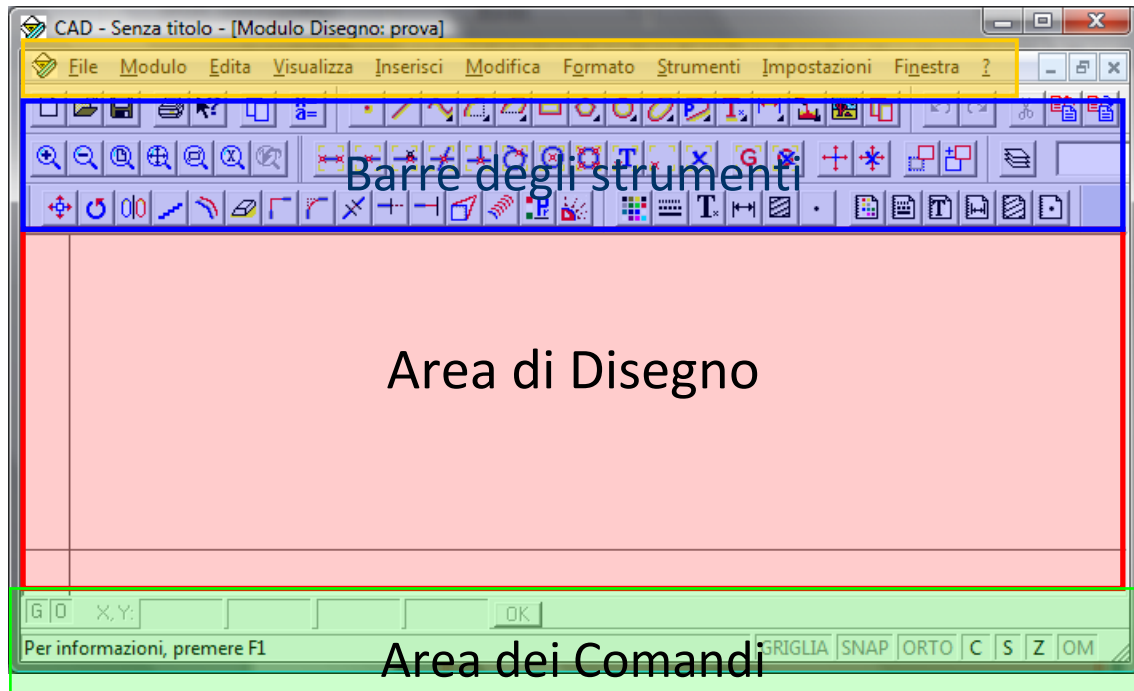 CAD - Senza titolo - [Modulo Disegno: prova]
File Modulo Edita Visualizza Inserisci Modifica Formato Strumenti Impostazioni Finestra ?
a=
Barre degli strumenti
Area di Disegno
G O X,Y: OK
Per informazioni, premere F1 GRIGLIA SNAP ORTO C S Z OM
Area dei Comandi